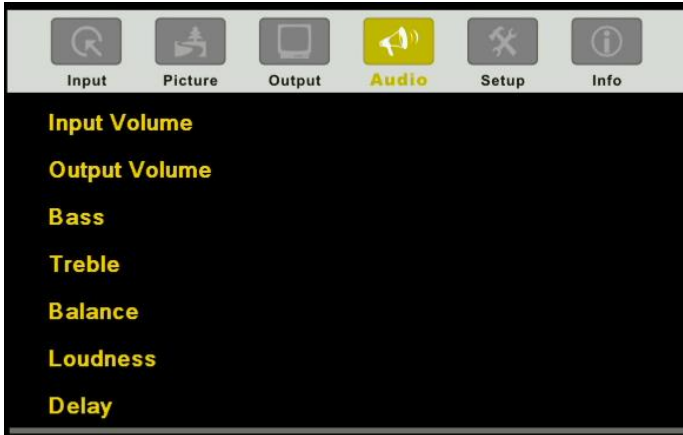 Input Picture Output Audio Setup Info
Input Volume
Output Volume
Bass
Treble
Balance
Loudness
Delay